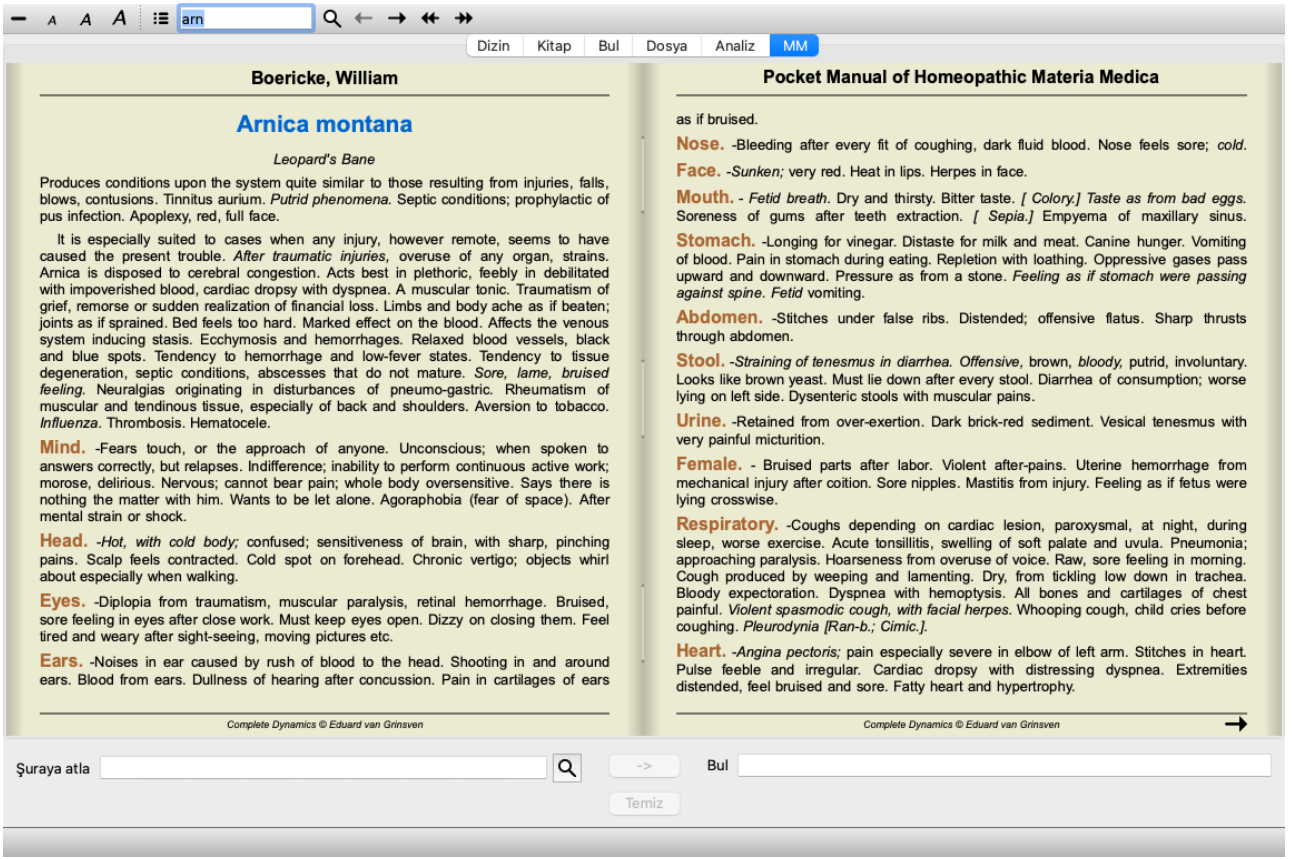 A A A arn
Dizin Kitap Bul Dosya Analiz MM
Boericke, William
Arnica montana
Leopard's Bane
Produces conditions upon the system quite similar to those resulting from injuries, falls,
blows, contusions. Tinnitus aurium. Putrid phenomena. Septic conditions; prophylactic of
pus infection. Apoplexy, red, full face.
It is especially suited to cases when any injury, however remote, seems to have
caused the present trouble. After traumatic injuries, overuse of any organ, strains.
Arnica is disposed to cerebral congestion. Acts best in plethoric, feebly in debilitated
with impoverished blood, cardiac dropsy with dyspnea. A muscular tonic. Traumatism of
grief, remorse or sudden realization of financial loss. Limbs and body ache as if beaten;
joints as if sprained. Bed feels too hard. Marked effect on the blood. Affects the venous
system inducing stasis. Ecchymosis and hemorrhages. Relaxed blood vessels, black
and blue spots. Tendency to hemorrhage and low-fever states. Tendency to tissue
degeneration, septic conditions, abscesses that do not mature. Sore, lame, bruised
feeling. Neuralgias originating in disturbances of pneumo-gastric. Rheumatism of
muscular and tendinous tissue, especially of back and shoulders. Aversion to tobacco.
Influenza. Thrombosis. Hematocele.
Mind. -Fears touch, or the approach of anyone. Unconscious; when spoken to
answers correctly, but relapses. Indifference; inability to perform continuous active work;
morose, delirious. Nervous; cannot bear pain; whole body oversensitive. Says there is
nothing the matter with him. Wants to be let alone. Agoraphobia (fear of space). After
mental strain or shock.
Head. -Hot, with cold body; confused; sensitiveness of brain, with sharp, pinching
pains. Scalp feels contracted. Cold spot on forehead. Chronic vertigo; objects whirl
about especially when walking.
Eyes. -Diplopia from traumatism, muscular paralysis, retinal hemorrhage. Bruised,
sore feeling in eyes after close work. Must keep eyes open. Dizzy on closing them. Feel
tired and weary after sight-seeing, moving pictures etc.
Ears. -Noises in ear caused by rush of blood to the head. Shooting in and around
ears. Blood from ears. Dullness of hearing after concussion. Pain in cartilages of ears
Complete Dynamics © Eduard van Grinsven
Pocket Manual of Homeopathic Materia Medica
as if bruised.
Nose. -Bleeding after every fit of coughing, dark fluid blood. Nose feels sore; cold.
Face. -Sunken; very red. Heat in lips. Herpes in face.
Mouth. - Fetid breath. Dry and thirsty. Bitter taste. [ Colory.] Taste as from bad eggs.
Soreness of gums after teeth extraction. [ Sepia.] Empyema of maxillary sinus.
Stomach. -Longing for vinegar. Distaste for milk and meat. Canine hunger. Vomiting
of blood. Pain in stomach during eating. Repletion with loathing. Oppressive gases pass
upward and downward. Pressure as from a stone. Feeling as if stomach were passing
against spine. Fetid vomiting.
Abdomen. -Stitches under false ribs. Distended; offensive flatus. Sharp thrusts
through abdomen.
Stool. -Straining of tenesmus in diarrhea. Offensive, brown, bloody, putrid, involuntary.
Looks like brown yeast. Must lie down after every stool. Diarrhea of consumption; worse
lying on left side. Dysenteric stools with muscular pains.
Urine. -Retained from over-exertion. Dark brick-red sediment. Vesical tenesmus with
very painful micturition.
Female. - Bruised parts after labor. Violent after-pains. Uterine hemorrhage from
mechanical injury after coition. Sore nipples. Mastitis from injury. Feeling as if fetus were
lying crosswise.
Respiratory. -Coughs depending on cardiac lesion, paroxysmal, at night, during
sleep, worse exercise. Acute tonsillitis, swelling of soft palate and uvula. Pneumonia;
approaching paralysis. Hoarseness from overuse of voice. Raw, sore feeling in morning.
Cough produced by weeping and lamenting. Dry, from tickling low down in trachea.
Bloody expectoration. Dyspnea with hemoptysis. All bones and cartilages of chest
painful. Violent spasmodic cough, with facial herpes. Whooping cough, child cries before
coughing. Pleurodynia [Ran-b.; Cimic.].
Heart. -Angina pectoris; pain especially severe in elbow of left arm. Stitches in heart.
Pulse feeble and irregular. Cardiac dropsy with distressing dyspnea. Extremities
distended, feel bruised and sore. Fatty heart and hypertrophy.
Complete Dynamics © Eduard van Grinsven
Şuraya atla -> Bul
Temiz